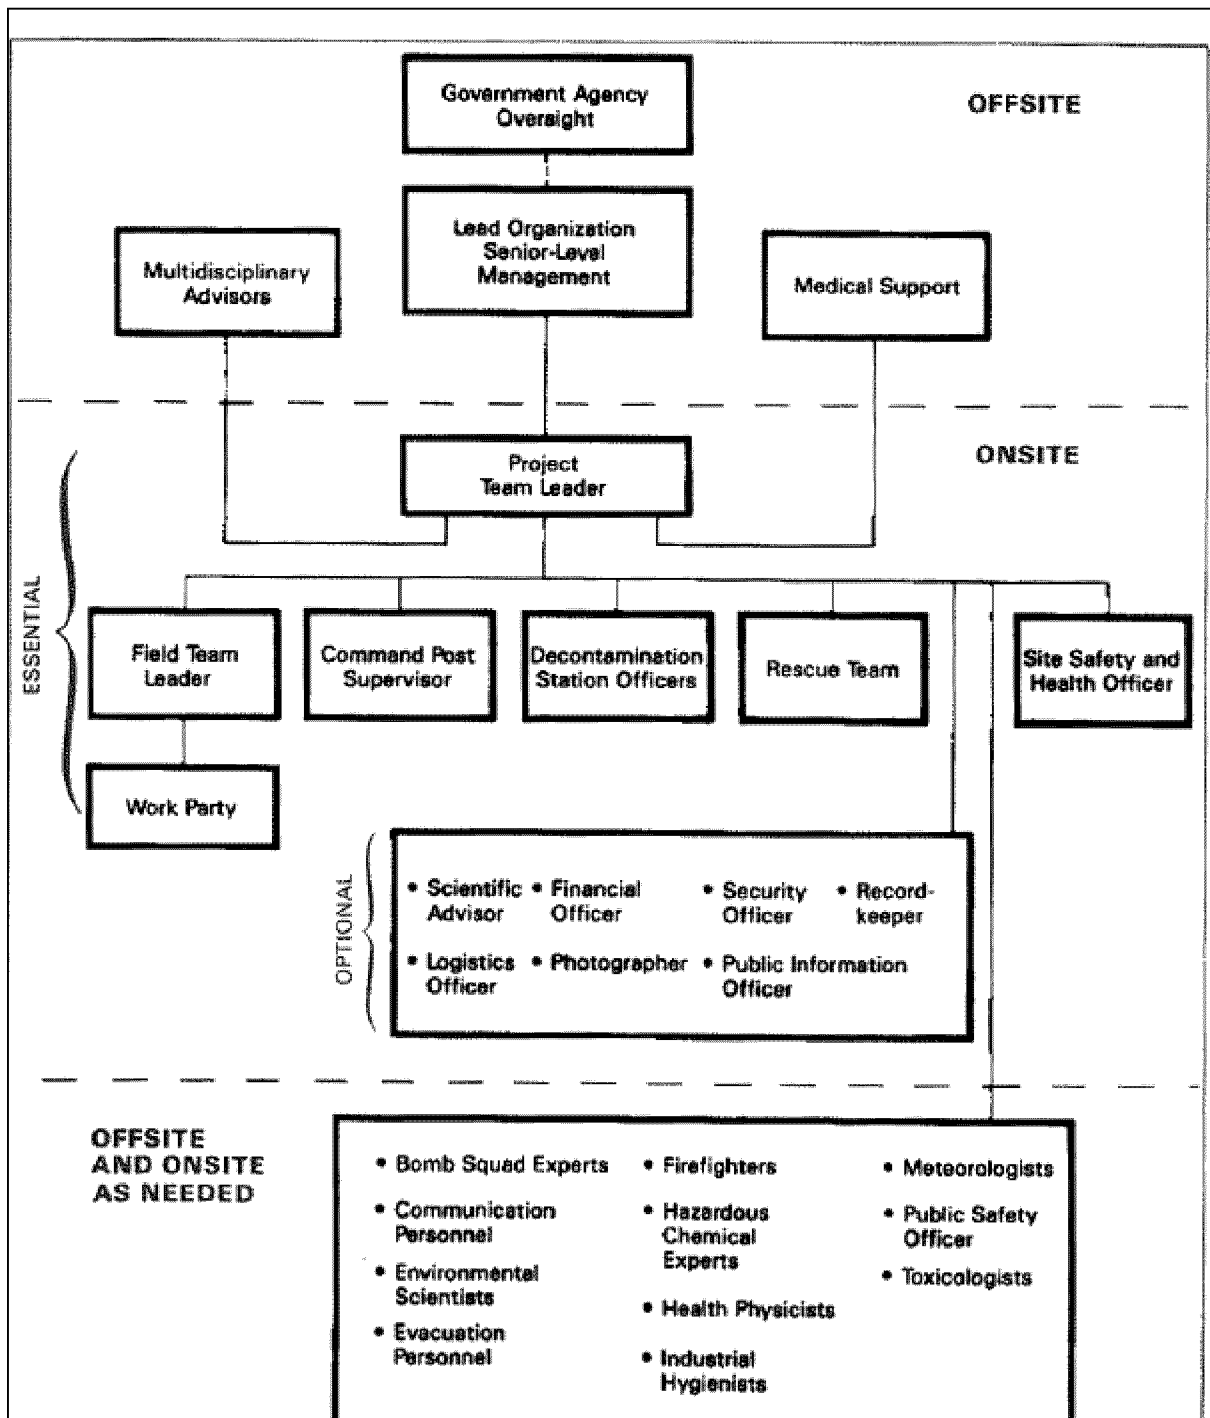 Government Agency
Oversight
OFFSITE
Lead Organization
Senior-Level
Management
Multidisciplinary
Advisors
Medical Support
ONSITE
Project
Team Leader
ESSENTIAL
Field Team
Leader
Command Post
Supervisor
Decontamination
Station Officers
Rescue Team
Site Safety and
Health Officer
Work Party
OPTIONAL
• Scientific
Advisor
• Financial
Officer
• Security
Officer
• Record-
keeper
• Logistics
Officer
• Photographer
• Public Information
Officer
OFFSITE
AND ONSITE
AS NEEDED
• Bomb Squad Experts
• Communication
Personnel
• Environmental
Scientists
• Evacuation
Personnel
• Firefighters
• Hazardous
Chemical
Experts
• Health Physicists
• Industrial
Hygienists
• Meteorologists
• Public Safety
Officer
• Toxicologists